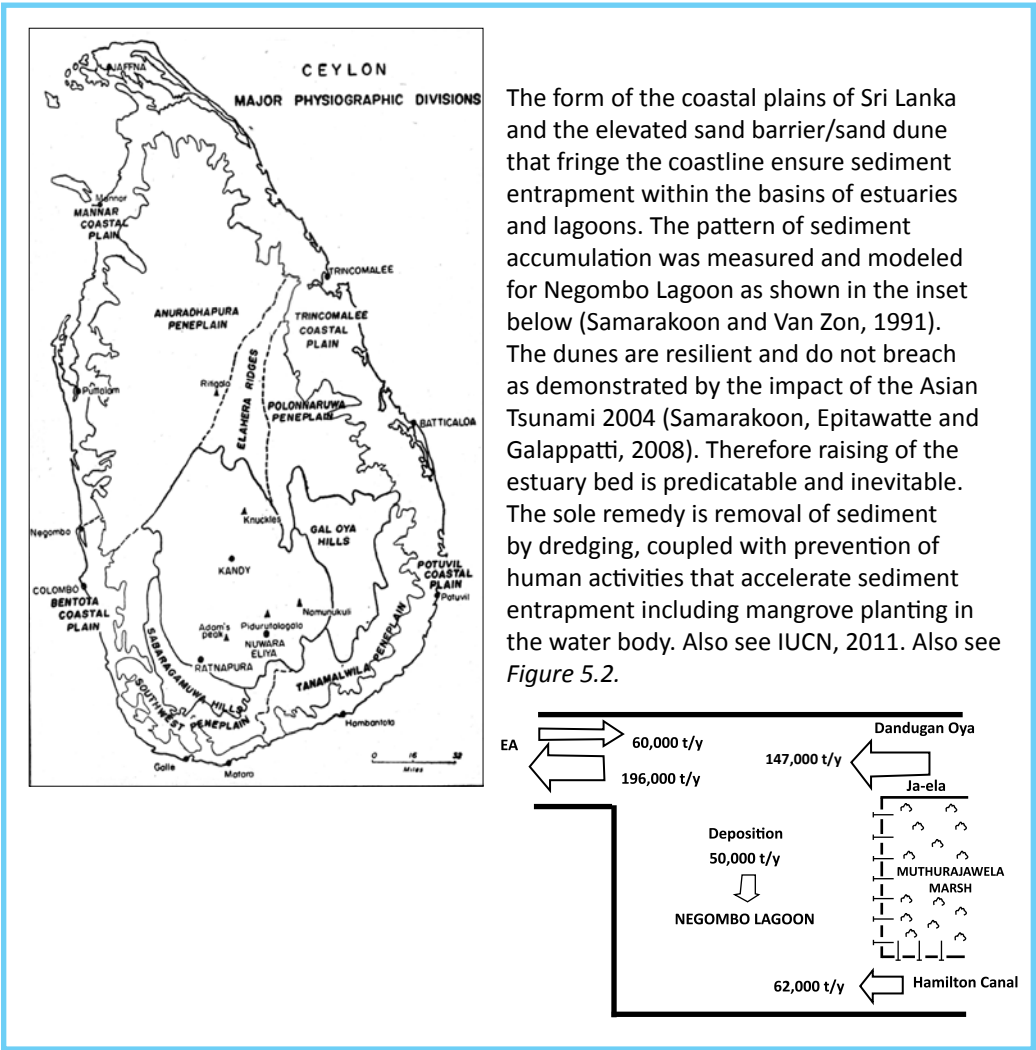 CEYLON
MAJOR PHYSIOGRAPHIC DIVISIONS
JAFFNA
Mannar
MANNAR
COASTAL
PLAIN
TRINCOMALEE
ANURADHAPURA
PENEPLAIN
TRINCOMALEE
COASTAL
PLAIN
ELAHERA RIDGES
Ritigala
Puttalam
POLONNARUWA
PENEPLAIN
BATTICALOA
Knuckles
GAL OYA
HILLS
Negombo
KANDY
POTUVIL
COASTAL
PLAIN
Potuvil
COLOMBO
BENTOTA
COASTAL
PLAIN
Namunukuli
Adam's
peak
Pidurutalagala
NUWARA
ELIYA
RATNAPURA
SABARAGAMUWA HILLS
TANAMALWILA PENEPLAIN
SOUTHWEST
PENEPLAIN
Hambantota
Galle
Matara
0 16 32
Miles
The form of the coastal plains of Sri Lanka
and the elevated sand barrier/sand dune
that fringe the coastline ensure sediment
entrapment within the basins of estuaries
and lagoons. The pattern of sediment
accumulation was measured and modeled
for Negombo Lagoon as shown in the inset
below (Samarakoon and Van Zon, 1991).
The dunes are resilient and do not breach
as demonstrated by the impact of the Asian
Tsunami 2004 (Samarakoon, Epitawatte and
Galappatti, 2008). Therefore raising of the
estuary bed is predicatable and inevitable.
The sole remedy is removal of sediment
by dredging, coupled with prevention of
human activities that accelerate sediment
entrapment including mangrove planting in
the water body. Also see IUCN, 2011. Also see
Figure 5.2.
EA
60,000 t/y
196,000 t/y
Dandugan Oya
147,000 t/y
Ja-ela
Deposition
50,000 t/y
MUTHURAJAWELA
MARSH
NEGOMBO LAGOON
62,000 t/y
Hamilton Canal